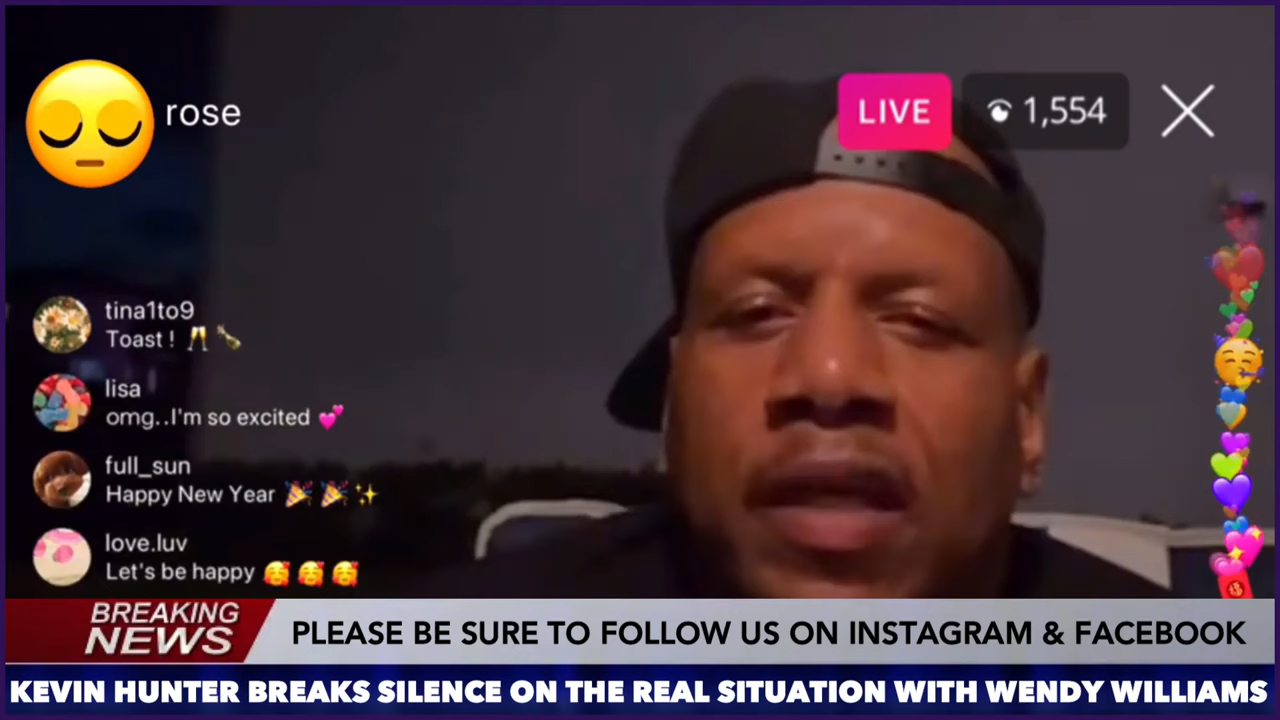 rose
LIVE
1,554
tina1to9
Toast ! 🥂 🍾
lisa
omg..I'm so excited 💕
full_sun
Happy New Year 🎉 🎉 ✨
love.luv
Let's be happy 🥰 🥰 🥰
BREAKING
NEWS
PLEASE BE SURE TO FOLLOW US ON INSTAGRAM & FACEBOOK
KEVIN HUNTER BREAKS SILENCE ON THE REAL SITUATION WITH WENDY WILLIAMS